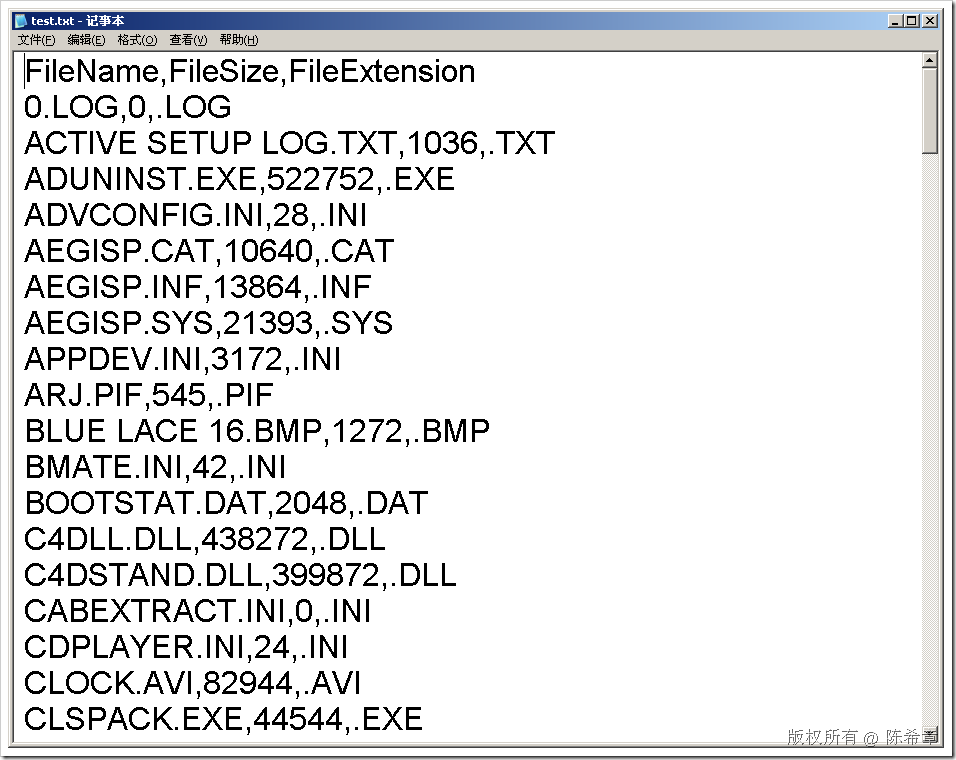 test.txt - 记事本
文件(F) 编辑(E) 格式(O) 查看(V) 帮助(H)
FileName,FileSize,FileExtension
0.LOG,0,.LOG
ACTIVE SETUP LOG.TXT,1036,.TXT
ADUNINST.EXE,522752,.EXE
ADVCONFIG.INI,28,.INI
AEGISP.CAT,10640,.CAT
AEGISP.INF,13864,.INF
AEGISP.SYS,21393,.SYS
APPDEV.INI,3172,.INI
ARJ.PIF,545,.PIF
BLUE LACE 16.BMP,1272,.BMP
BMATE.INI,42,.INI
BOOTSTAT.DAT,2048,.DAT
C4DLL.DLL,438272,.DLL
C4DSTAND.DLL,399872,.DLL
CABEXTRACT.INI,0,.INI
CDPLAYER.INI,24,.INI
CLOCK.AVI,82944,.AVI
CLSPACK.EXE,44544,.EXE
版权所有 @ 陈希章